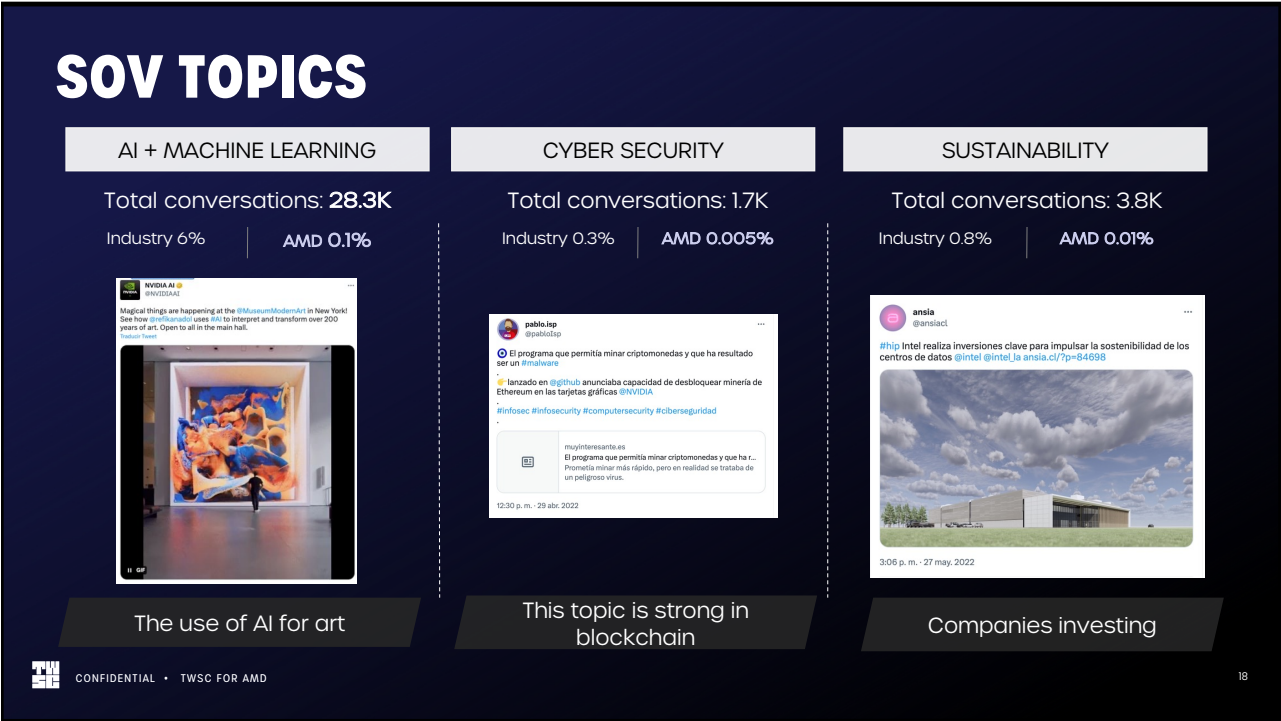 SOV TOPICS
AI + MACHINE LEARNING
Total conversations: 28.3K
Industry 6%
AMD 0.1%
NVIDIA AI
@NVIDIAAI
Magical things are happening at the @MuseumModernArt in New York!
See how @refikanadol uses #AI to interpret and transform over 200
years of art. Open to all in the main hall.
Traducir Tweet
GIF
The use of AI for art
CYBER SECURITY
Total conversations: 1.7K
Industry 0.3%
AMD 0.005%
pablo.isp
@pabloIsp
El programa que permitía minar criptomonedas y que ha resultado
ser un #malware
.
lanzado en @github anunciaba capacidad de desbloquear minería de
Ethereum en las tarjetas gráficas @NVIDIA
.
#infosec #infosecurity #computersecurity #ciberseguridad
.
muyinteresante.es
El programa que permitía minar criptomonedas y que ha r...
Prometía minar más rápido, pero en realidad se trataba de
un peligroso virus.
12:30 p. m. · 29 abr. 2022
This topic is strong in
blockchain
SUSTAINABILITY
Total conversations: 3.8K
Industry 0.8%
AMD 0.01%
ansia
@ansiacl
#hip Intel realiza inversiones clave para impulsar la sostenibilidad de los
centros de datos @intel @intel_la ansia.cl/?p=84698
3:06 p. m. · 27 may. 2022
Companies investing
TWSC
CONFIDENTIAL • TWSC FOR AMD
18